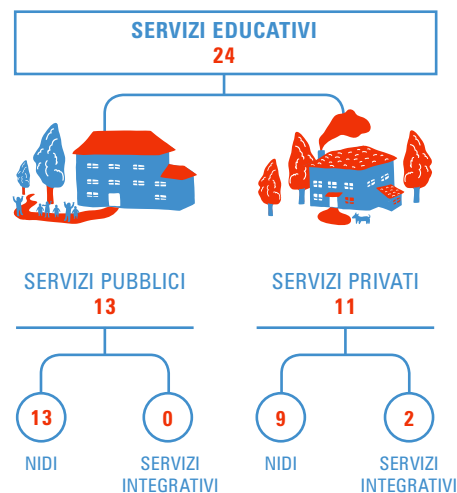 SERVIZI EDUCATIVI
24
SERVIZI PUBBLICI
13
SERVIZI PRIVATI
11
13
0
9
2
NIDI
SERVIZI
INTEGRATIVI
NIDI
SERVIZI
INTEGRATIVI